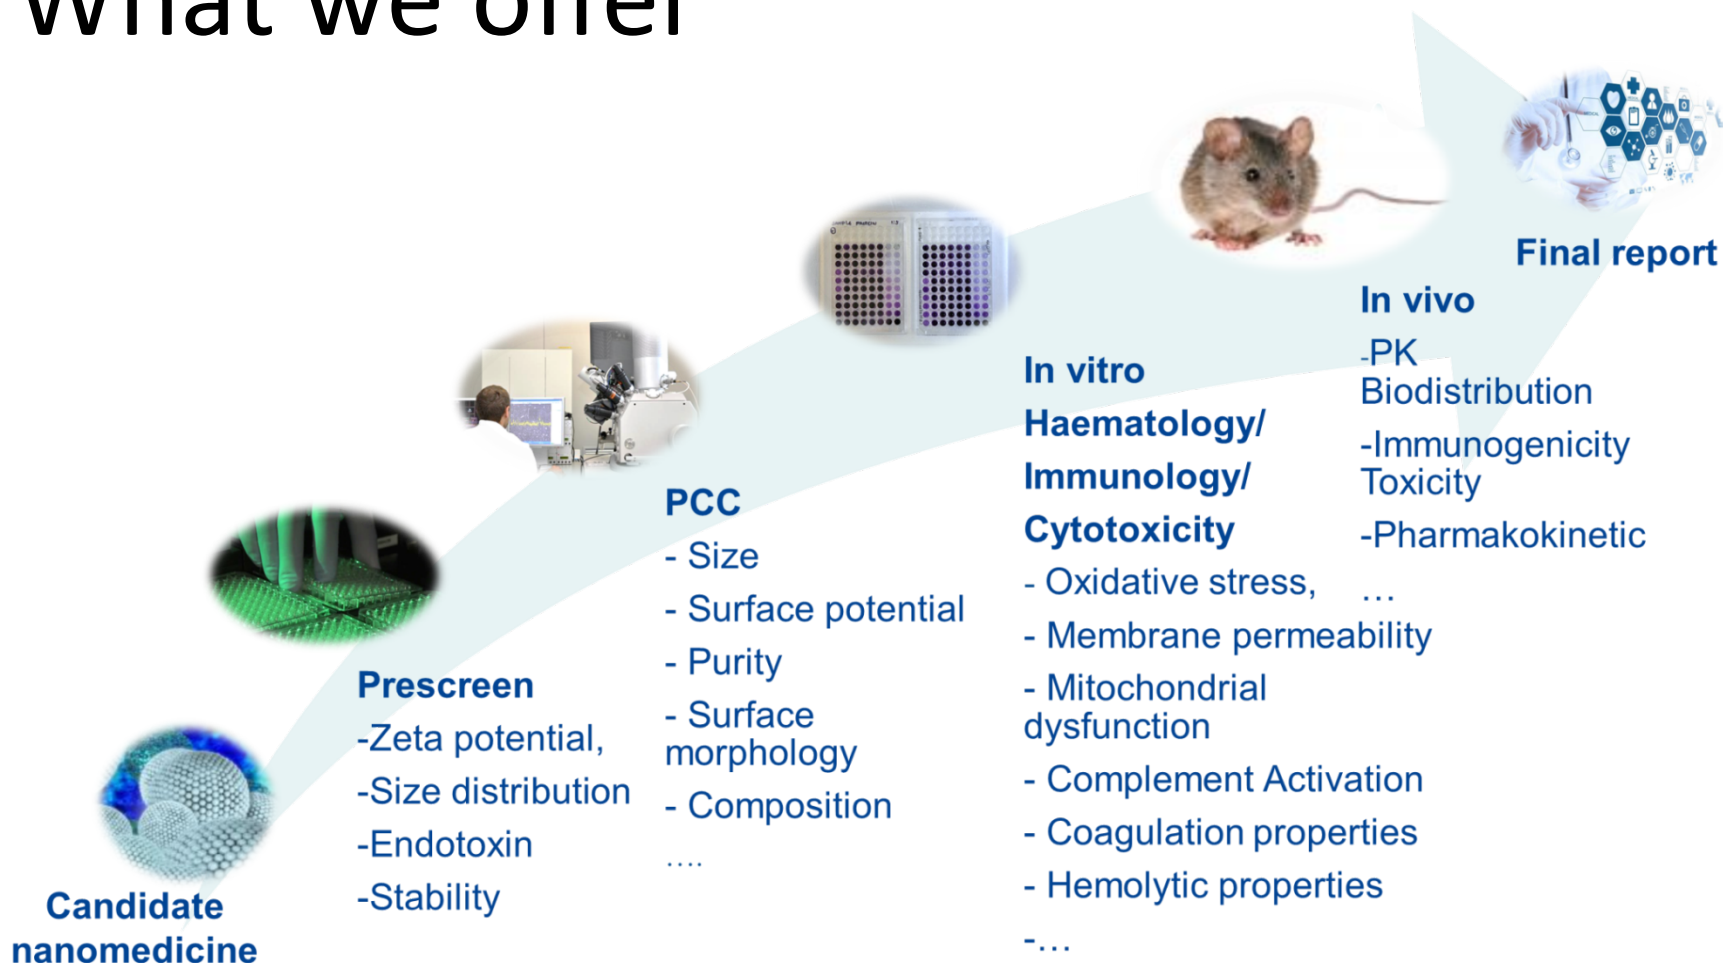 What we offer
Final report
In vivo
-PK
Biodistribution
-Immunogenicity
Toxicity
-Pharmakokinetic
…
In vitro
Haematology/
Immunology/
Cytotoxicity
- Oxidative stress,
- Membrane permeability
- Mitochondrial
dysfunction
- Complement Activation
- Coagulation properties
- Hemolytic properties
-…
PCC
- Size
- Surface potential
- Purity
- Surface
morphology
- Composition
….
Prescreen
-Zeta potential,
-Size distribution
-Endotoxin
-Stability
Candidate
nanomedicine